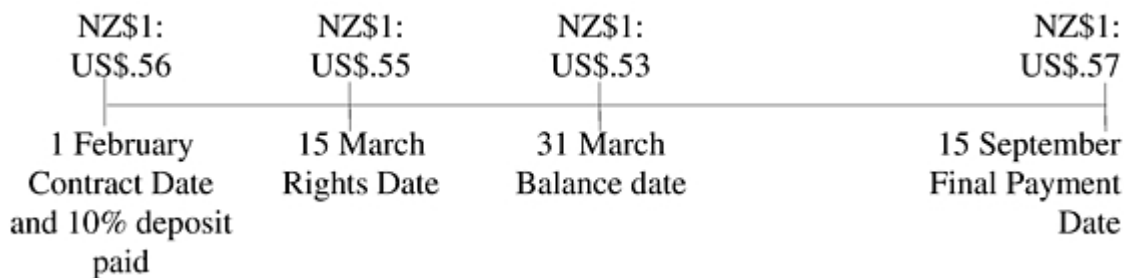 NZ$1:
US$.56
NZ$1:
US$.55
NZ$1:
US$.53
NZ$1:
US$.57
1 February
Contract Date
and 10% deposit
paid
15 March
Rights Date
31 March
Balance date
15 September
Final Payment
Date